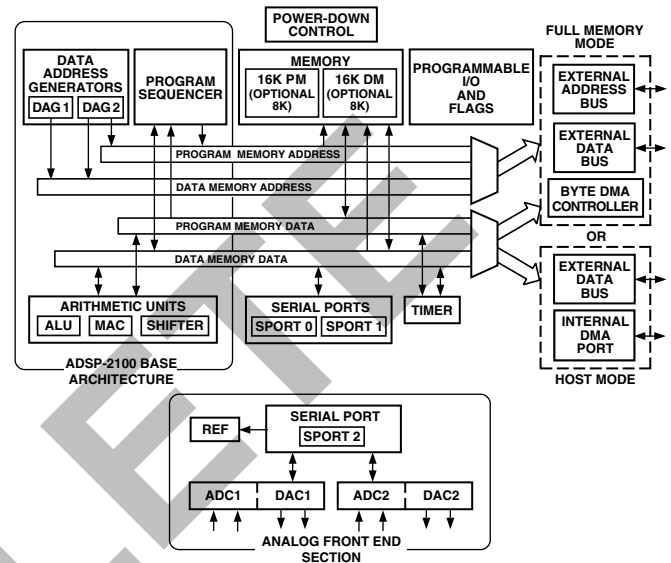 POWER-DOWN
CONTROL
FULL MEMORY
MODE
DATA
ADDRESS
GENERATORS
DAG 1
DAG 2
PROGRAM
SEQUENCER
MEMORY
16K PM
(OPTIONAL
8K)
16K DM
(OPTIONAL
8K)
PROGRAMMABLE
I/O
AND
FLAGS
EXTERNAL
ADDRESS
BUS
EXTERNAL
DATA
BUS
BYTE DMA
CONTROLLER
OR
PROGRAM MEMORY ADDRESS
DATA MEMORY ADDRESS
PROGRAM MEMORY DATA
DATA MEMORY DATA
EXTERNAL
DATA
BUS
INTERNAL
DMA
PORT
HOST MODE
ARITHMETIC UNITS
ALU
MAC
SHIFTER
SERIAL PORTS
SPORT 0
SPORT 1
TIMER
ADSP-2100 BASE
ARCHITECTURE
REF
SERIAL PORT
SPORT 2
ADC1
DAC1
ADC2
DAC2
ANALOG FRONT END
SECTION
ETE